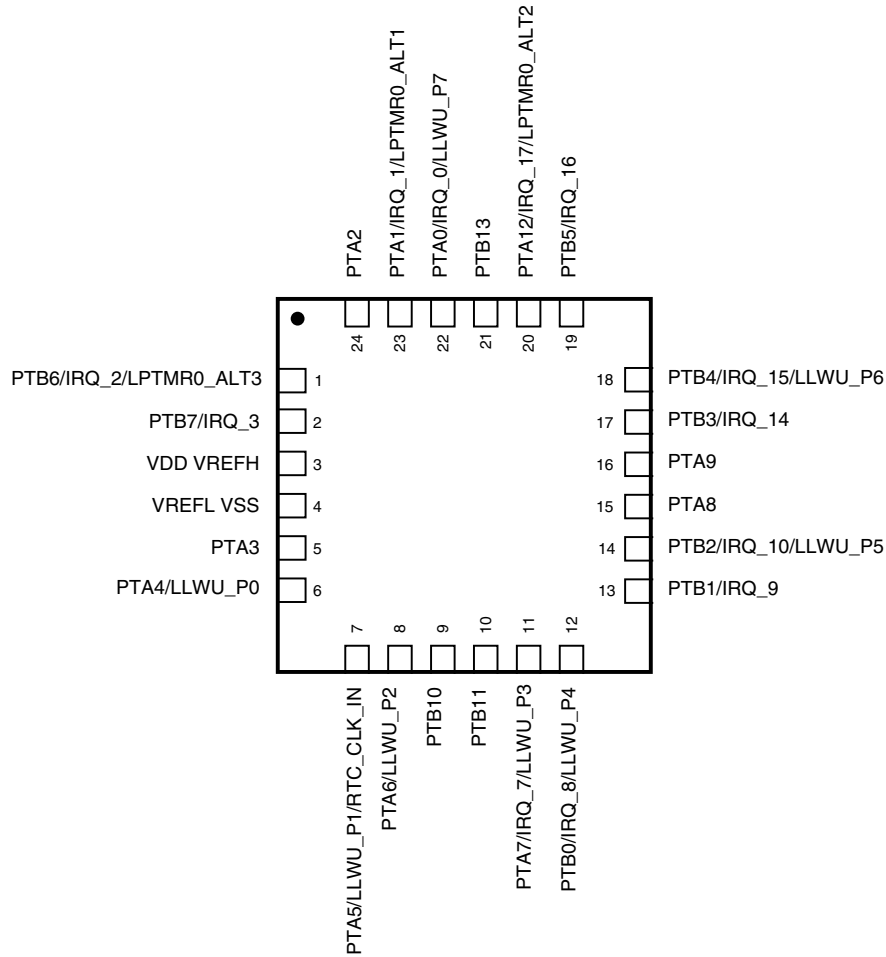 PTA2
PTA1/IRQ_1/LPTMR0_ALT1
PTA0/IRQ_0/LLWU_P7
PTB13
PTA12/IRQ_17/LPTMR0_ALT2
PTB5/IRQ_16
24
23
22
21
20
19
PTB6/IRQ_2/LPTMR0_ALT3 1
PTB7/IRQ_3 2
VDD VREFH 3
VREFL VSS 4
PTA3 5
PTA4/LLWU_P0 6
18 PTB4/IRQ_15/LLWU_P6
17 PTB3/IRQ_14
16 PTA9
15 PTA8
14 PTB2/IRQ_10/LLWU_P5
13 PTB1/IRQ_9
7
8
9
10
11
12
PTA5/LLWU_P1/RTC_CLK_IN
PTA6/LLWU_P2
PTB10
PTB11
PTA7/IRQ_7/LLWU_P3
PTB0/IRQ_8/LLWU_P4